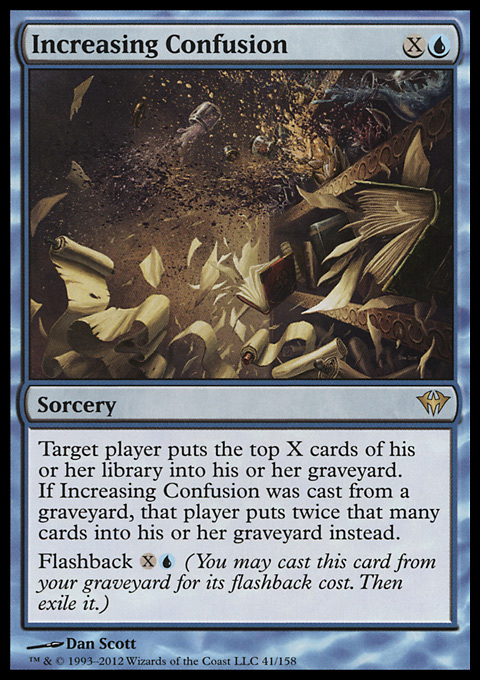 Increasing Confusion X
Sorcery
Target player puts the top X cards of his
or her library into his or her graveyard.
If Increasing Confusion was cast from a
graveyard, that player puts twice that many
cards into his or her graveyard instead.
Flashback X (You may cast this card from
your graveyard for its flashback cost. Then
exile it.)
Dan Scott
™ & © 1993–2012 Wizards of the Coast LLC 41/158